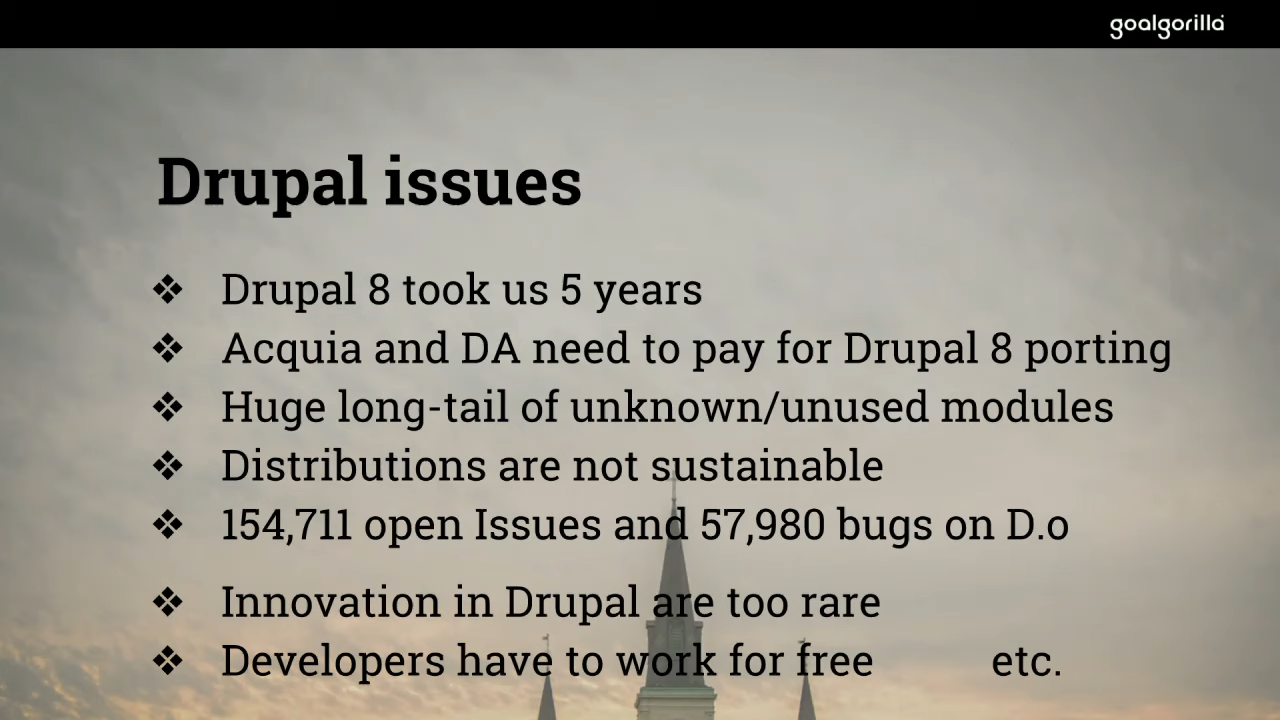 goalgorilla
Drupal issues
❖ Drupal 8 took us 5 years
❖ Acquia and DA need to pay for Drupal 8 porting
❖ Huge long-tail of unknown/unused modules
❖ Distributions are not sustainable
❖ 154,711 open Issues and 57,980 bugs on D.o
❖ Innovation in Drupal are too rare
❖ Developers have to work for free etc.